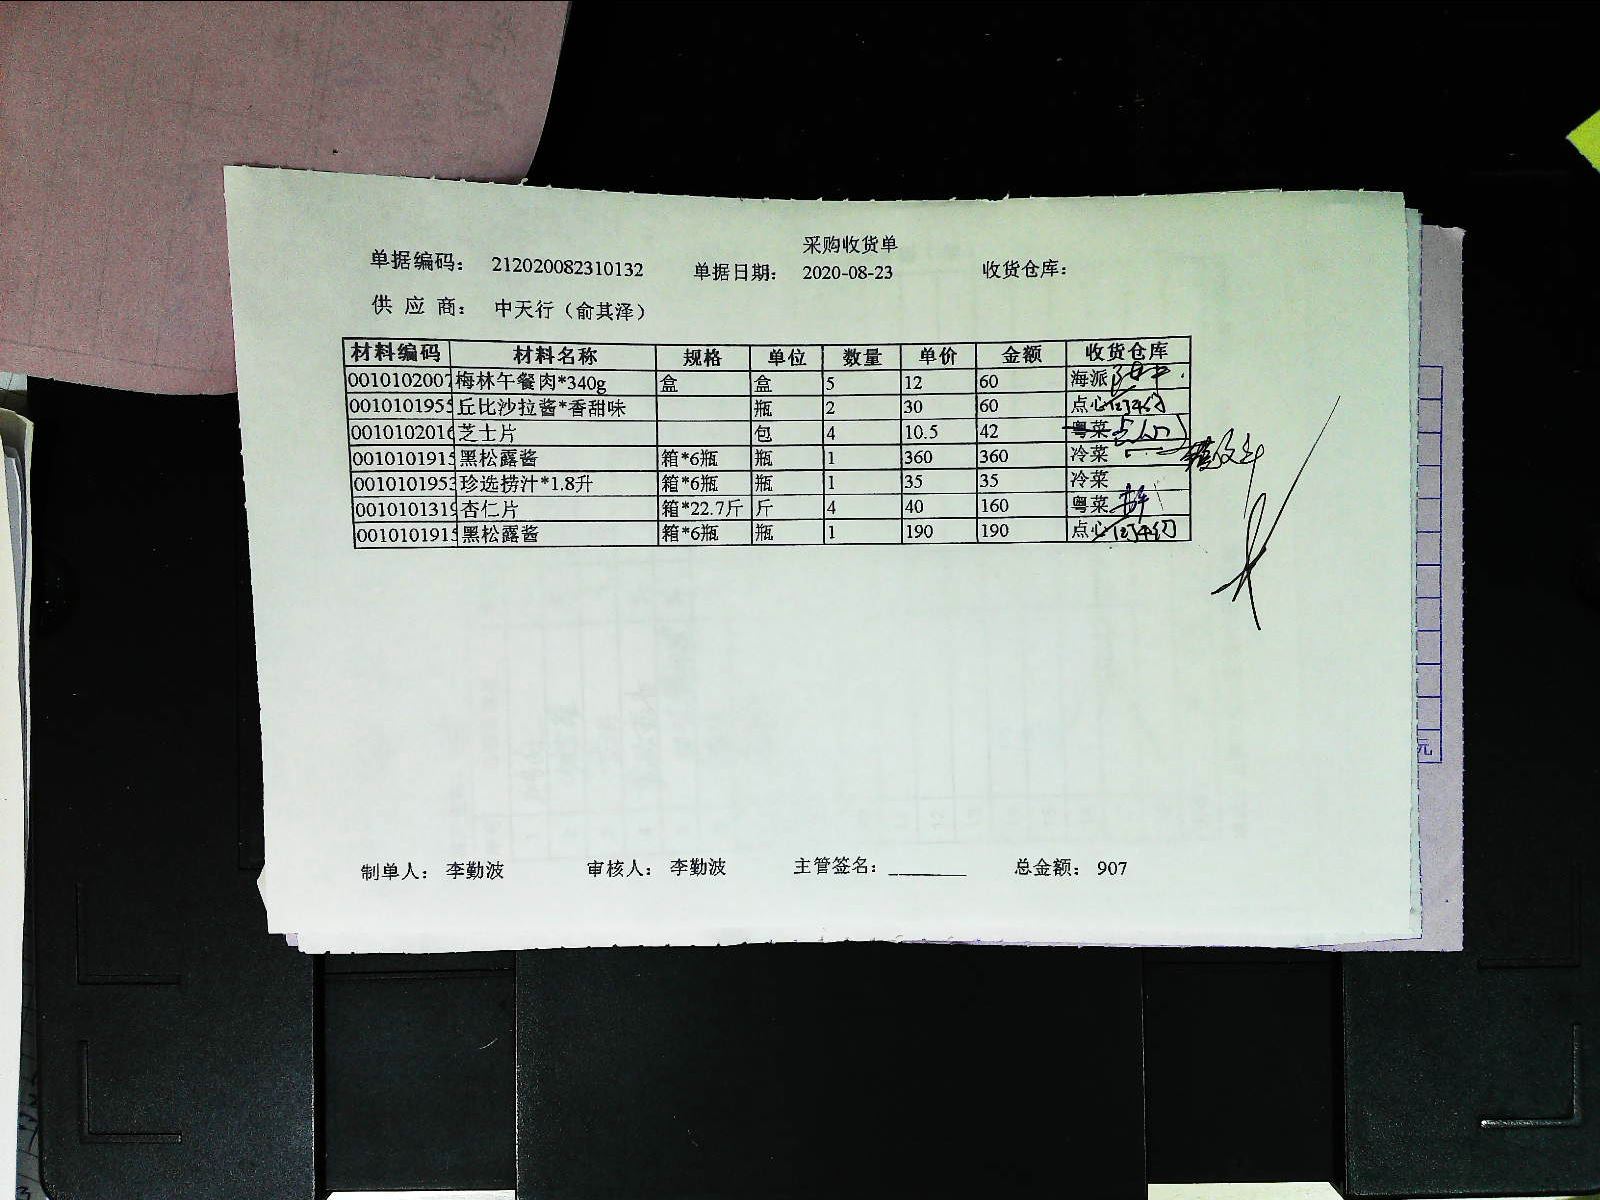 采购收货单
单据编码： 212020082310132 单据日期： 2020-08-23 收货仓库：
供 应 商： 中天行（俞其泽）
材料编码 材料名称 规格 单位 数量 单价 金额 收货仓库
0010102007 梅林午餐肉*340g 盒 盒 5 12 60 海派
0010101955 丘比沙拉酱*香甜味 瓶 2 30 60 点心
0010102016 芝士片 包 4 10.5 42 粤菜
0010101915 黑松露酱 箱*6瓶 瓶 1 360 360 冷菜
0010101953 珍选捞汁*1.8升 箱*6瓶 瓶 1 35 35 冷菜
0010101319 杏仁片 箱*22.7斤 斤 4 40 160 粤菜
0010101915 黑松露酱 箱*6瓶 瓶 1 190 190 点心
制单人： 李勤波 审核人： 李勤波 主管签名： 总金额： 907
元